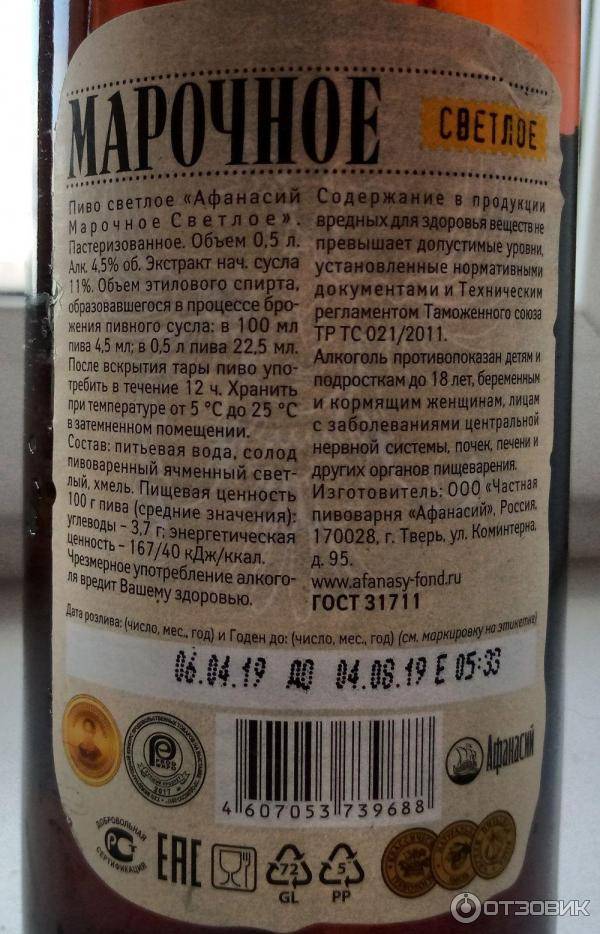 МАРОЧНОЕ
СВЕТЛОЕ
Пиво светлое «Афанасий
Марочное Светлое».
Пастеризованное. Объем 0,5 л.
Алк. 4,5% об. Экстракт нач. сусла
11%. Объем этилового спирта,
образовавшегося в процессе бро-
жения пивного сусла: в 100 мл
пива 4,5 мл; в 0,5 л пива 22,5 мл.
После вскрытия тары пиво упо-
требить в течение 12 ч. Хранить
при температуре от 5 °С до 25 °С
в затемненном помещении.
Состав: питьевая вода, солод
пивоваренный ячменный свет-
лый, хмель. Пищевая ценность
100 г пива (средние значения):
углеводы – 3,7 г; энергетическая
ценность – 167/40 кДж/ккал.
Чрезмерное употребление алкого-
ля вредит Вашему здоровью.
Содержание в продукции
вредных для здоровья веществ не
превышает допустимые уровни,
установленные нормативными
документами и Техническим
регламентом Таможенного союза
ТР ТС 021/2011.
Алкоголь противопоказан детям и
подросткам до 18 лет, беременным
и кормящим женщинам, лицам
с заболеваниями центральной
нервной системы, почек, печени и
других органов пищеварения.
Изготовитель: ООО «Частная
пивоварня «Афанасий», Россия,
170028, г. Тверь, ул. Коминтерна,
д. 95.
www.afanasy-fond.ru
ГОСТ 31711
Дата розлива: (число, мес., год) и Годен до: (число, мес., год) (см. маркировку на этикетке)
06.04.19 ДО 04.08.19 Е 05:33
2017
Афанасий
4 607053 739688
ДОБРОВОЛЬНАЯ
СЕРТИФИКАЦИЯ
ЕАС
72
GL
5
PP
ОТЗОВИК